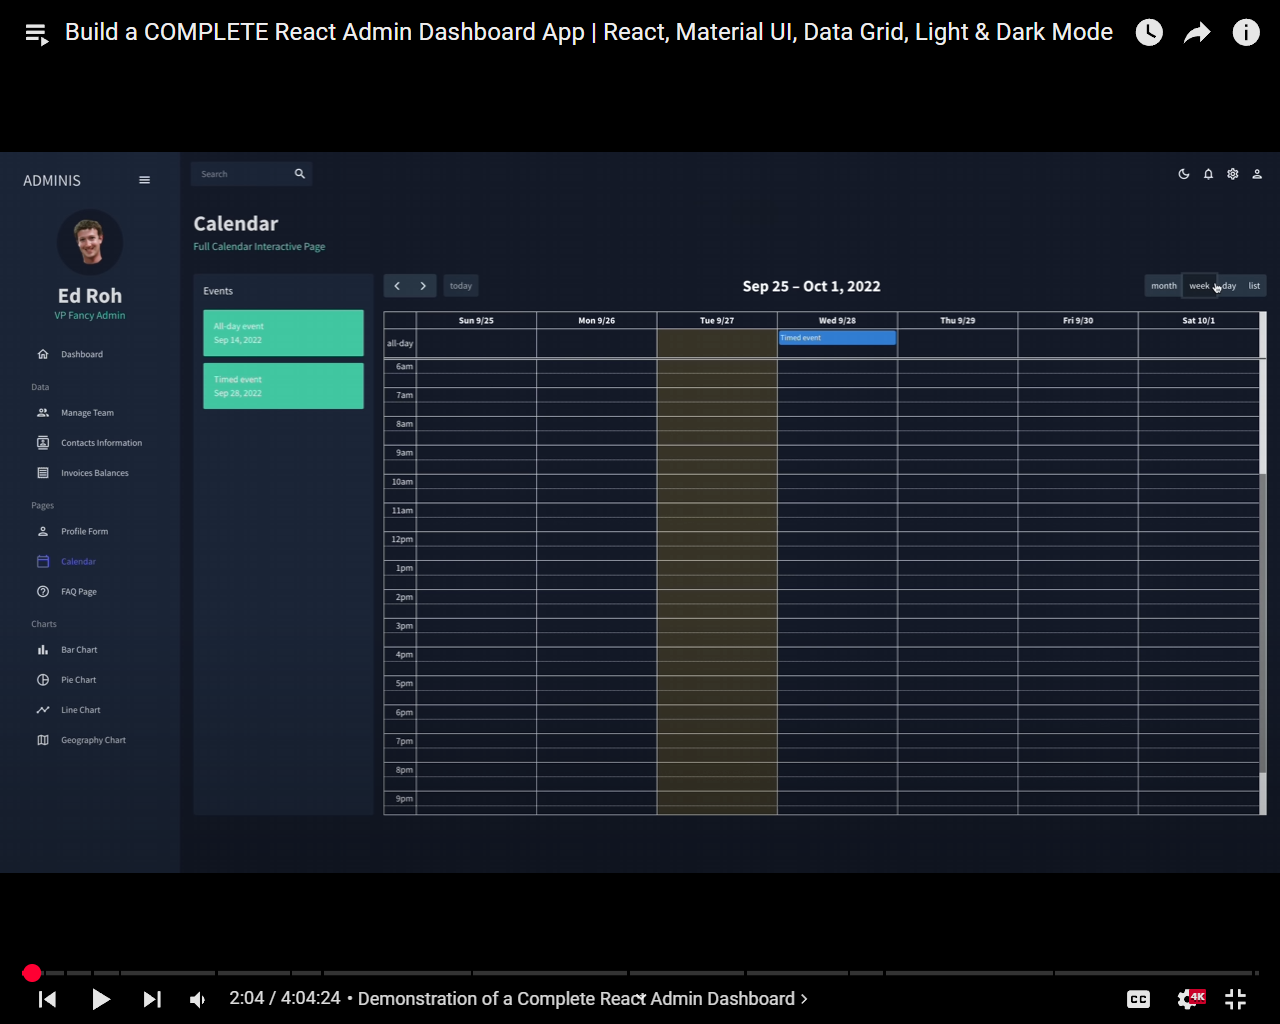 Build a COMPLETE React Admin Dashboard App | React, Material UI, Data Grid, Light & Dark Mode
ADMINIS
Search
Ed Roh
VP Fancy Admin
Dashboard
Data
Manage Team
Contacts Information
Invoices Balances
Pages
Profile Form
Calendar
FAQ Page
Charts
Bar Chart
Pie Chart
Line Chart
Geography Chart
Calendar
Full Calendar Interactive Page
Events
All-day event
Sep 14, 2022
Timed event
Sep 28, 2022
today
Sep 25 – Oct 1, 2022
month week day list
Sun 9/25 Mon 9/26 Tue 9/27 Wed 9/28 Thu 9/29 Fri 9/30 Sat 10/1
all-day Timed event
6am
7am
8am
9am
10am
11am
12pm
1pm
2pm
3pm
4pm
5pm
6pm
7pm
8pm
9pm
2:04 / 4:04:24 • Demonstration of a Complete React Admin Dashboard
CC
4K